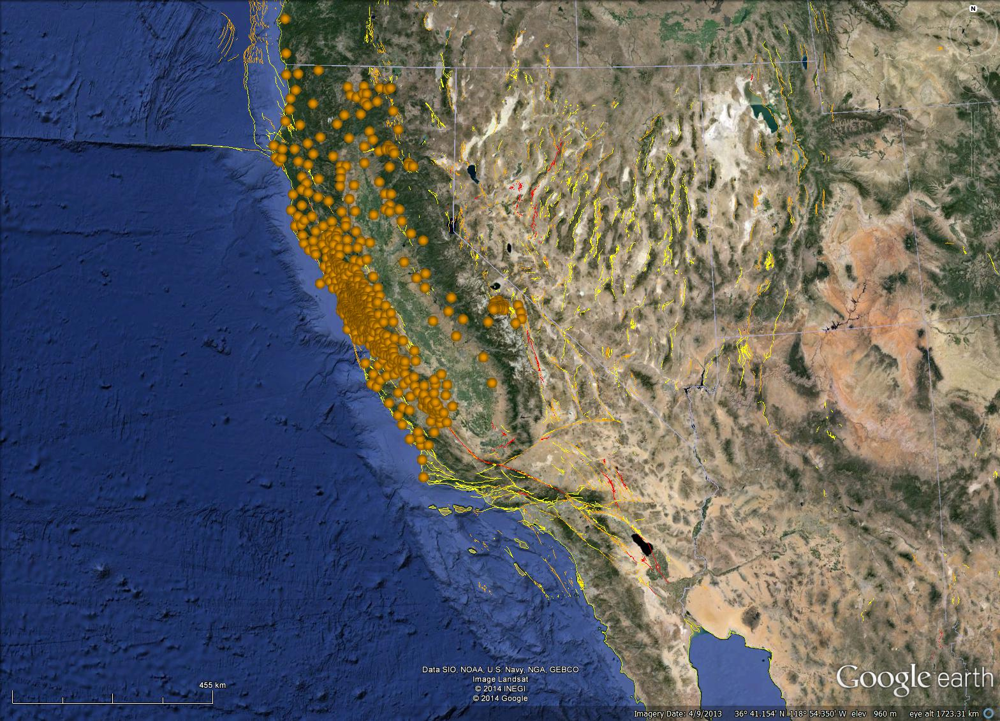 N
455 km
Data SIO, NOAA, U.S. Navy, NGA, GEBCO
Image Landsat
© 2014 INEGI
© 2014 Google
Google earth
Imagery Date: 4/9/2013 36° 41.154' N 118° 54.350' W elev 960 m eye alt 1723.31 km